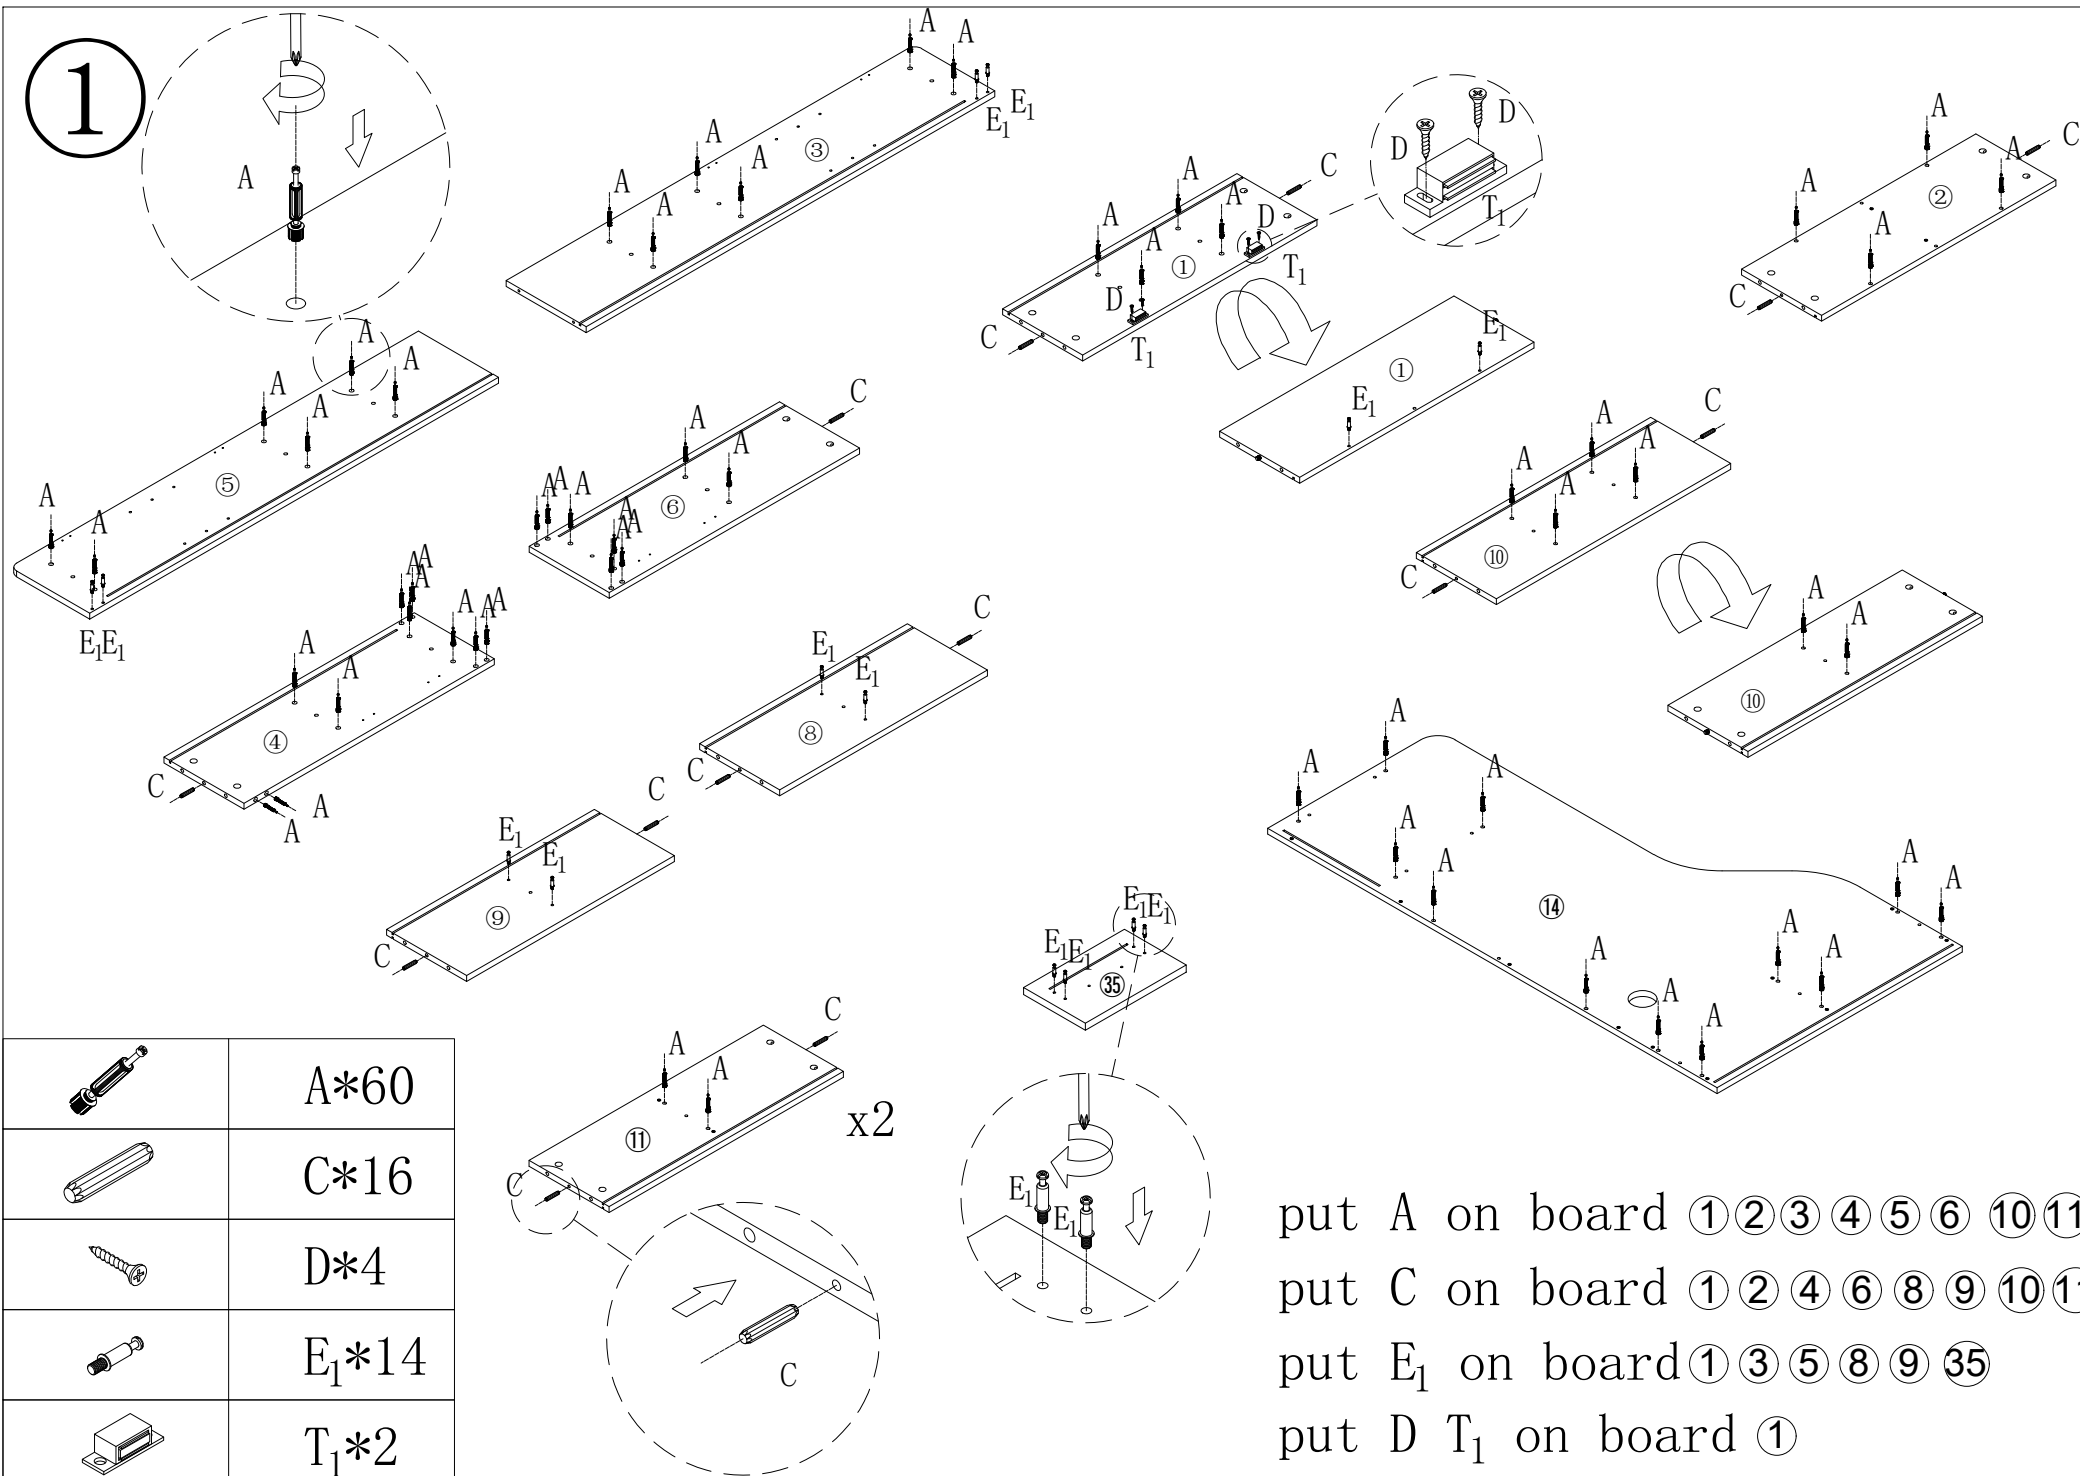 ①
A
A
A
A
A
A
A
③
E₁
E₁
A
A
A
A
①
D
D
T₁
T₁
C
C
D
D
T₁
①
E₁
E₁
A
A
A
A
②
C
C
A
A
A
A
A
A
⑤
E₁E₁
A
A
A
A
A
A
A
A
⑥
C
A
A
A
A
A
A
A
A
④
C
A
A
E₁
E₁
⑧
C
C
E₁
E₁
⑨
C
C
A
A
A
A
⑩
C
C
A
A
⑩
A
A
A
A
A
A
A
A
A
A
A
A
⑭
E₁E₁
E₁E₁
㉟
A
A
⑪
C
C
x2
C
E₁
E₁
A*60
C*16
D*4
E₁*14
T₁*2
put A on board ①②③④⑤⑥ ⑩⑪
put C on board ①②④⑥⑧⑨⑩⑪
put E₁ on board①③⑤⑧⑨㉟
put D T₁ on board ①